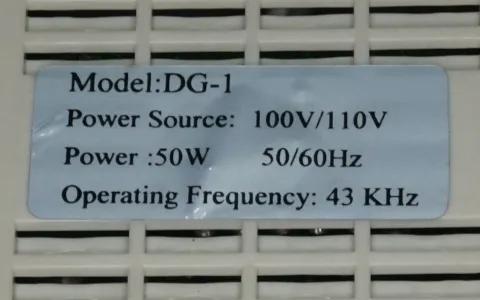 Model:DG-1
Power Source: 100V/110V
Power :50W 50/60Hz
Operating Frequency: 43 KHz